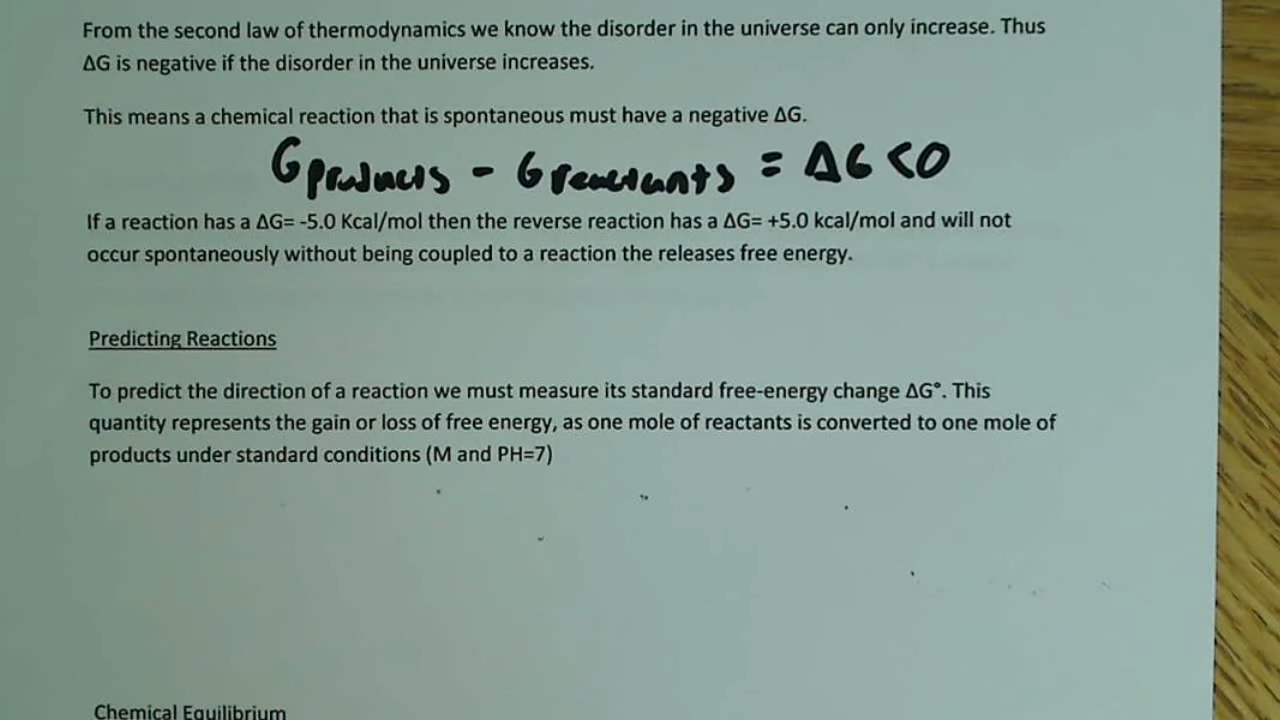 From the second law of thermodynamics we know the disorder in the universe can only increase. Thus
ΔG is negative if the disorder in the universe increases.
This means a chemical reaction that is spontaneous must have a negative ΔG.
Gproducts - Greactants = ΔG <0
If a reaction has a ΔG= -5.0 Kcal/mol then the reverse reaction has a ΔG= +5.0 kcal/mol and will not
occur spontaneously without being coupled to a reaction the releases free energy.
Predicting Reactions
To predict the direction of a reaction we must measure its standard free-energy change ΔG°. This
quantity represents the gain or loss of free energy, as one mole of reactants is converted to one mole of
products under standard conditions (M and PH=7)
Chemical Equilibrium